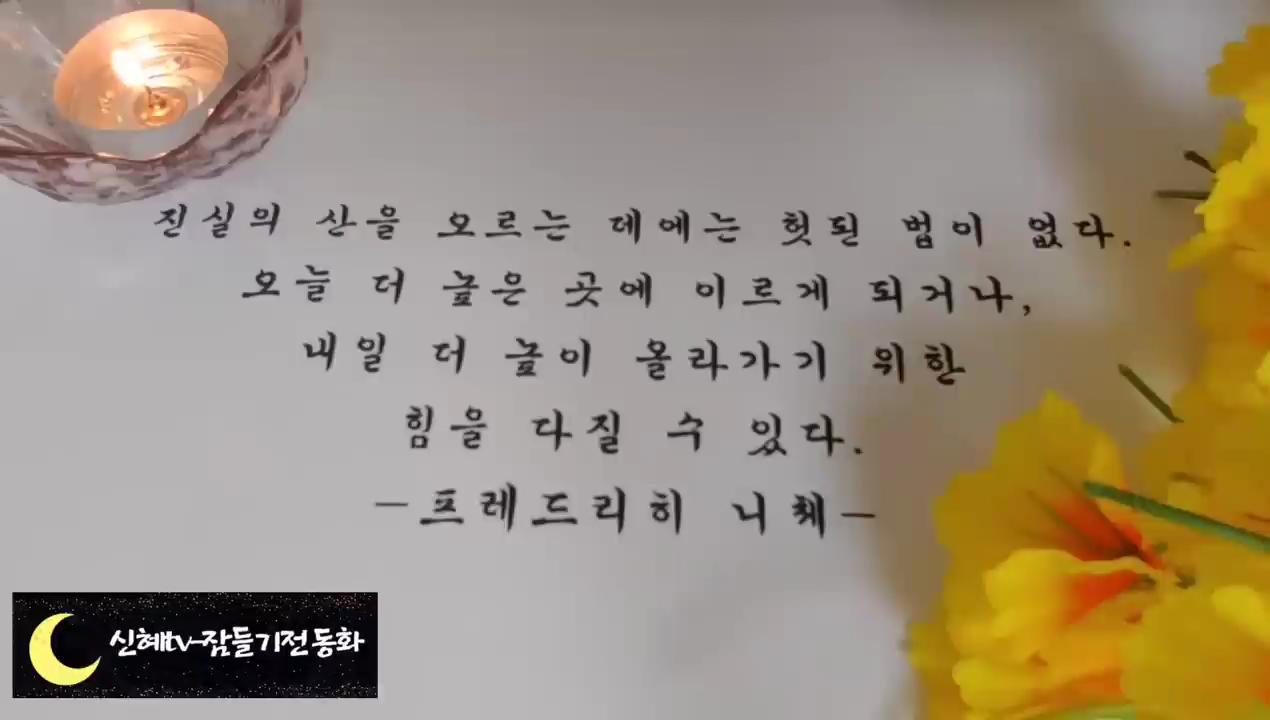 진실의 산을 오르는 데에는 헛된 법이 없다.
오늘 더 높은 곳에 이르게 되거나,
내일 더 높이 올라가기 위한
힘을 다질 수 있다.
-프레드리히 니체-
신혜tv-잠들기전동화